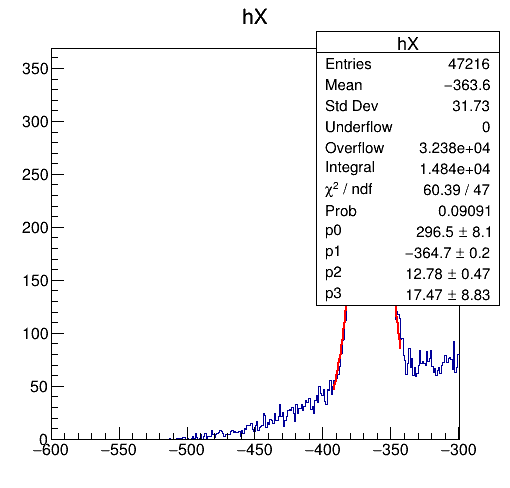 hX
hX
Entries 47216
Mean −363.6
Std Dev 31.73
Underflow 0
Overflow 3.238e+04
Integral 1.484e+04
χ² / ndf 60.39 / 47
Prob 0.09091
p0 296.5 ± 8.1
p1 −364.7 ± 0.2
p2 12.78 ± 0.47
p3 17.47 ± 8.83
350
300
250
200
150
100
50
0
−600 −550 −500 −450 −400 −350 −300